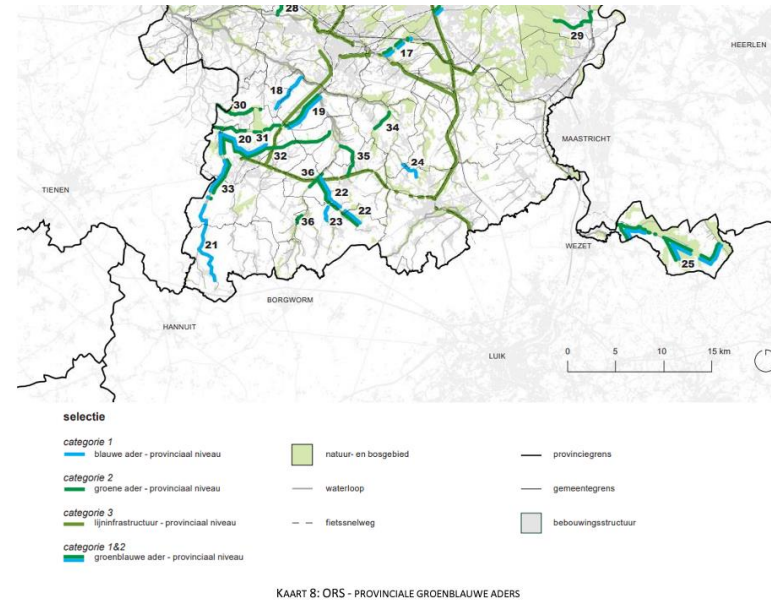 28
29
HEERLEN
17
18
30
19
34
MAASTRICHT
20
31
32
35
24
TIENEN
33
36
22
36
23
22
21
WEZET
25
BORGWORM
HANNUIT
LUIK
0 5 10 15 km
selectie
categorie 1
blauwe ader - provinciaal niveau
natuur- en bosgebied
provinciegrens
categorie 2
groene ader - provinciaal niveau
waterloop
gemeentegrens
categorie 3
lijninfrastructuur - provinciaal niveau
fietssnelweg
bebouwingsstructuur
categorie 1&2
groenblauwe ader - provinciaal niveau
KAART 8: ORS - PROVINCIALE GROENBLAUWE ADERS